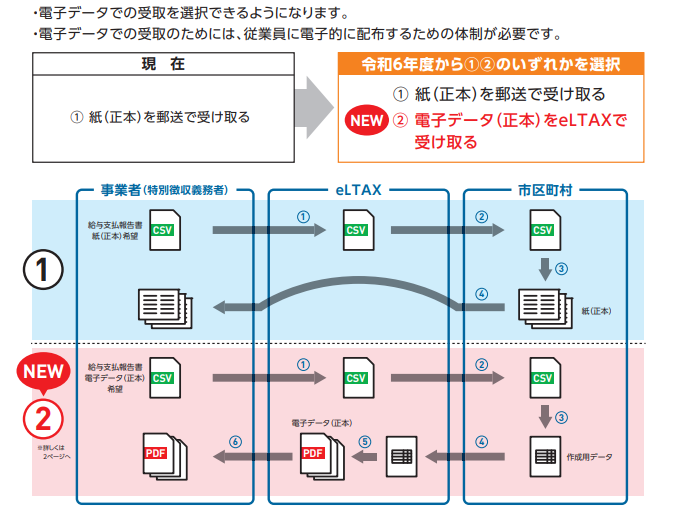 ・電子データでの受取を選択できるようになります。
・電子データでの受取のためには、従業員に電子的に配布するための体制が必要です。
現 在
① 紙（正本）を郵送で受け取る
令和6年度から①②のいずれかを選択
① 紙（正本）を郵送で受け取る
NEW ② 電子データ（正本）をeLTAXで
受け取る
事業者（特別徴収義務者）
eLTAX
市区町村
①
給与支払報告書
紙（正本）希望
CSV
①
CSV
②
CSV
③
④
紙（正本）
NEW
②
※詳しくは
2ページへ
給与支払報告書
電子データ（正本）
希望
CSV
①
CSV
②
CSV
③
作成用データ
④
⑤
電子データ（正本）
PDF
⑥
PDF